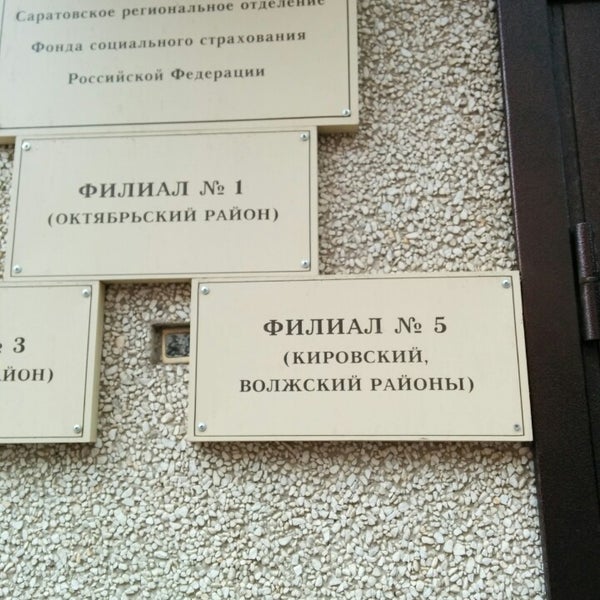 Саратовское региональное отделение
Фонда социального страхования
Российской Федерации
ФИЛИАЛ № 1
(ОКТЯБРЬСКИЙ РАЙОН)
3
ФИЛИАЛ № 5
(КИРОВСКИЙ,
ВОЛЖСКИЙ РАЙОНЫ)